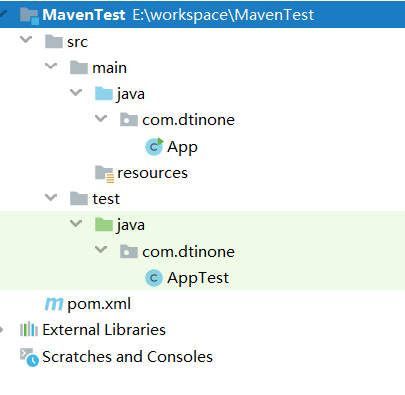 MavenTest E:\workspace\MavenTest
src
main
java
com.dtinone
App
resources
test
java
com.dtinone
AppTest
pom.xml
External Libraries
Scratches and Consoles